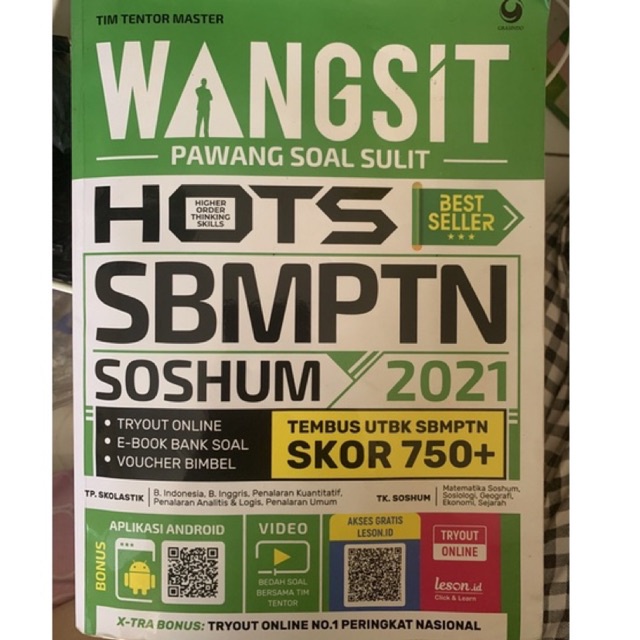 TIM TENTOR MASTER
WANGSIT
PAWANG SOAL SULIT
HOTS
HIGHER
ORDER
THINKING
SKILLS
BEST
SELLER
SBMPTN
SOSHUM 2021
• TRYOUT ONLINE
• E-BOOK BANK SOAL
• VOUCHER BIMBEL
TEMBUS UTBK SBMPTN
SKOR 750+
TP. SKOLASTIK
B. Indonesia, B. Inggris, Penalaran Kuantitatif,
Penalaran Analitis & Logis, Penalaran Umum
TK. SOSHUM
Matematika Soshum,
Sosiologi, Geografi,
Ekonomi, Sejarah
BONUS
APLIKASI ANDROID
VIDEO
BEDAH SOAL
BERSAMA TIM
TENTOR
AKSES GRATIS
LESON.ID
TRYOUT
ONLINE
leson.id
Click & Learn
X-TRA BONUS: TRYOUT ONLINE NO.1 PERINGKAT NASIONAL